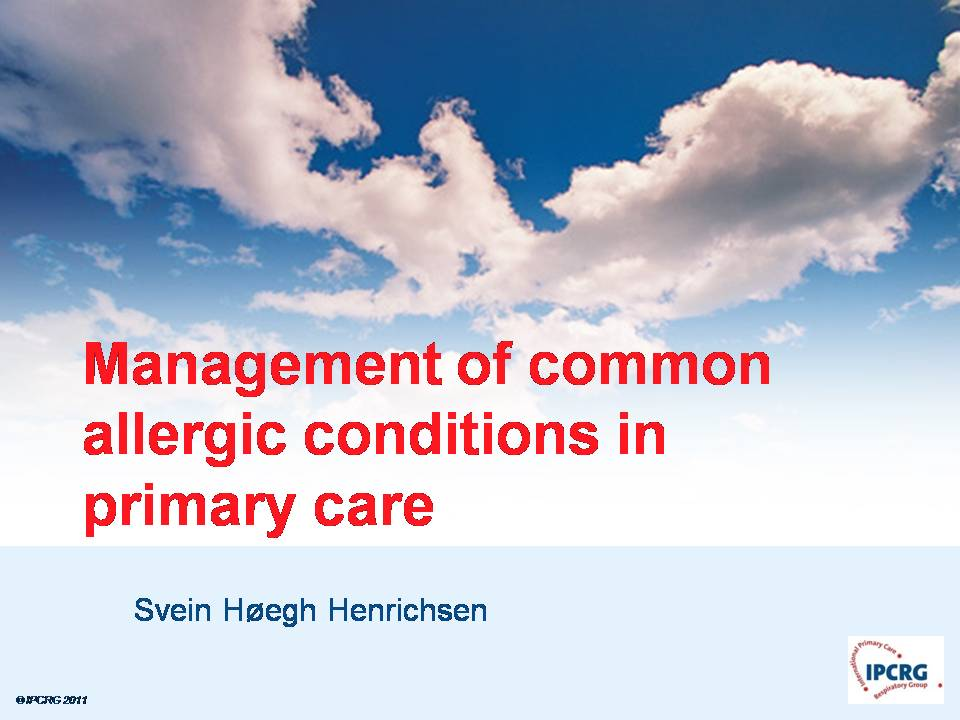 Management of common
allergic conditions in
primary care
Svein Høegh Henrichsen
International Primary Care
IPCRG
Respiratory Group
© IPCRG 2011